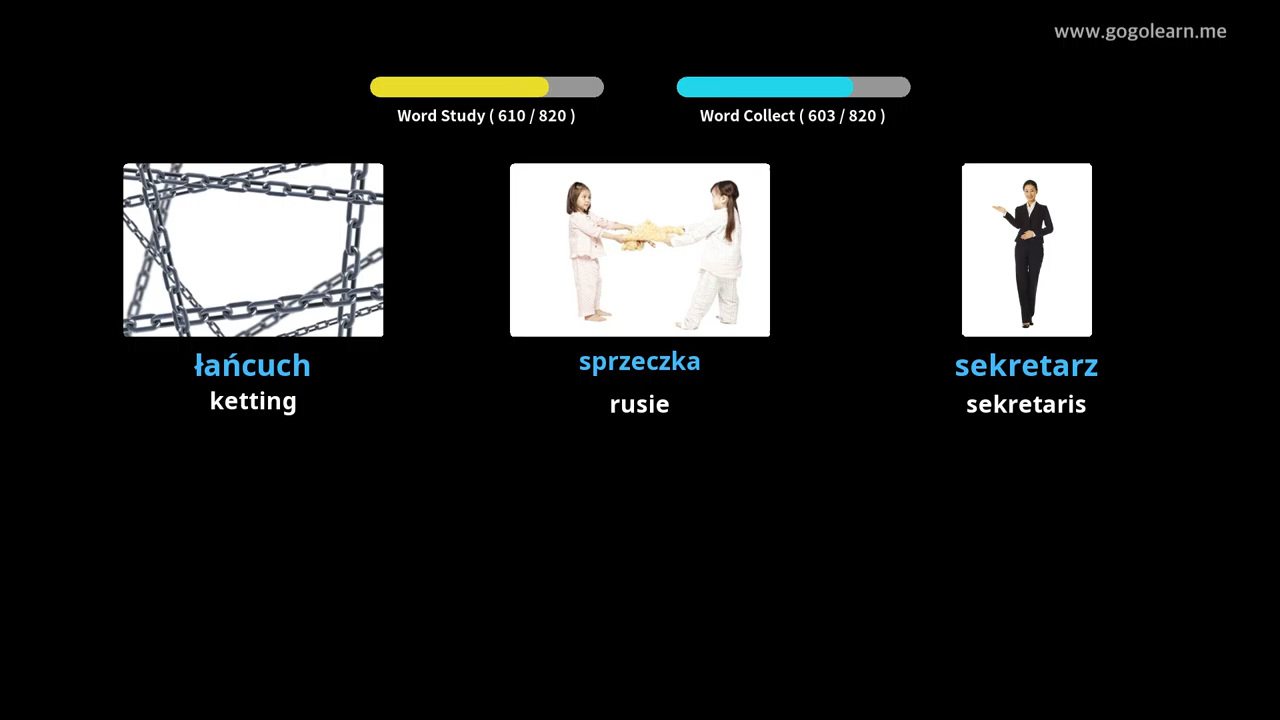 www.gogolearn.me
Word Study ( 610 / 820 )
Word Collect ( 603 / 820 )
łańcuch
ketting
sprzeczka
rusie
sekretarz
sekretaris